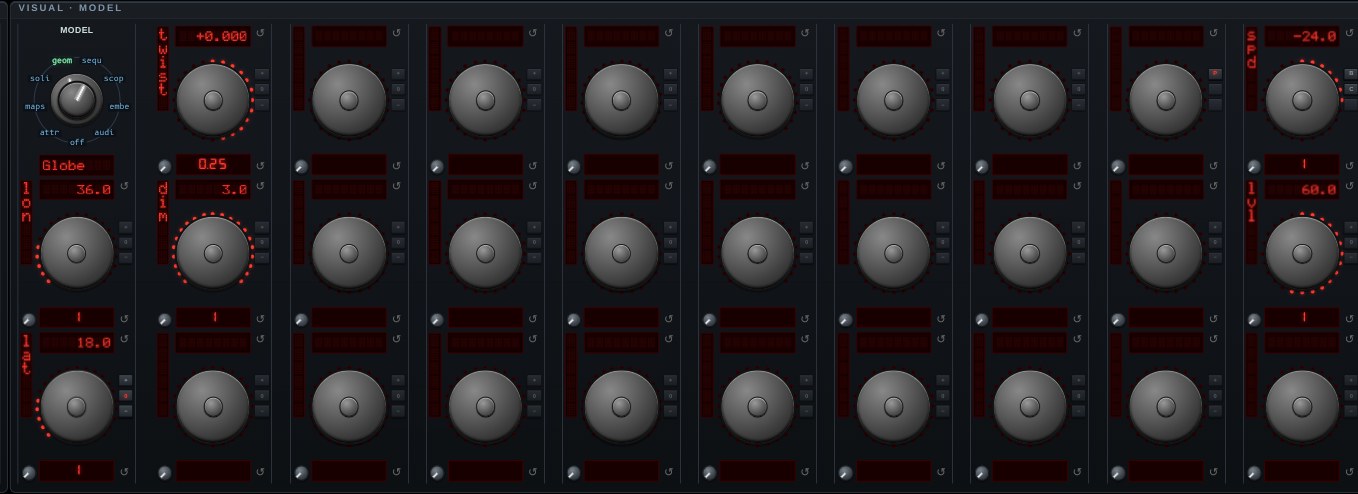 VISUAL · MODEL
MODEL
geom
sequ
soli
scop
maps
embe
attr
audi
off
Globe
lon
36.0
lat
18.0
twist
+0.000
0.25
dim
3.0
spd
-24.0
lvl
60.0